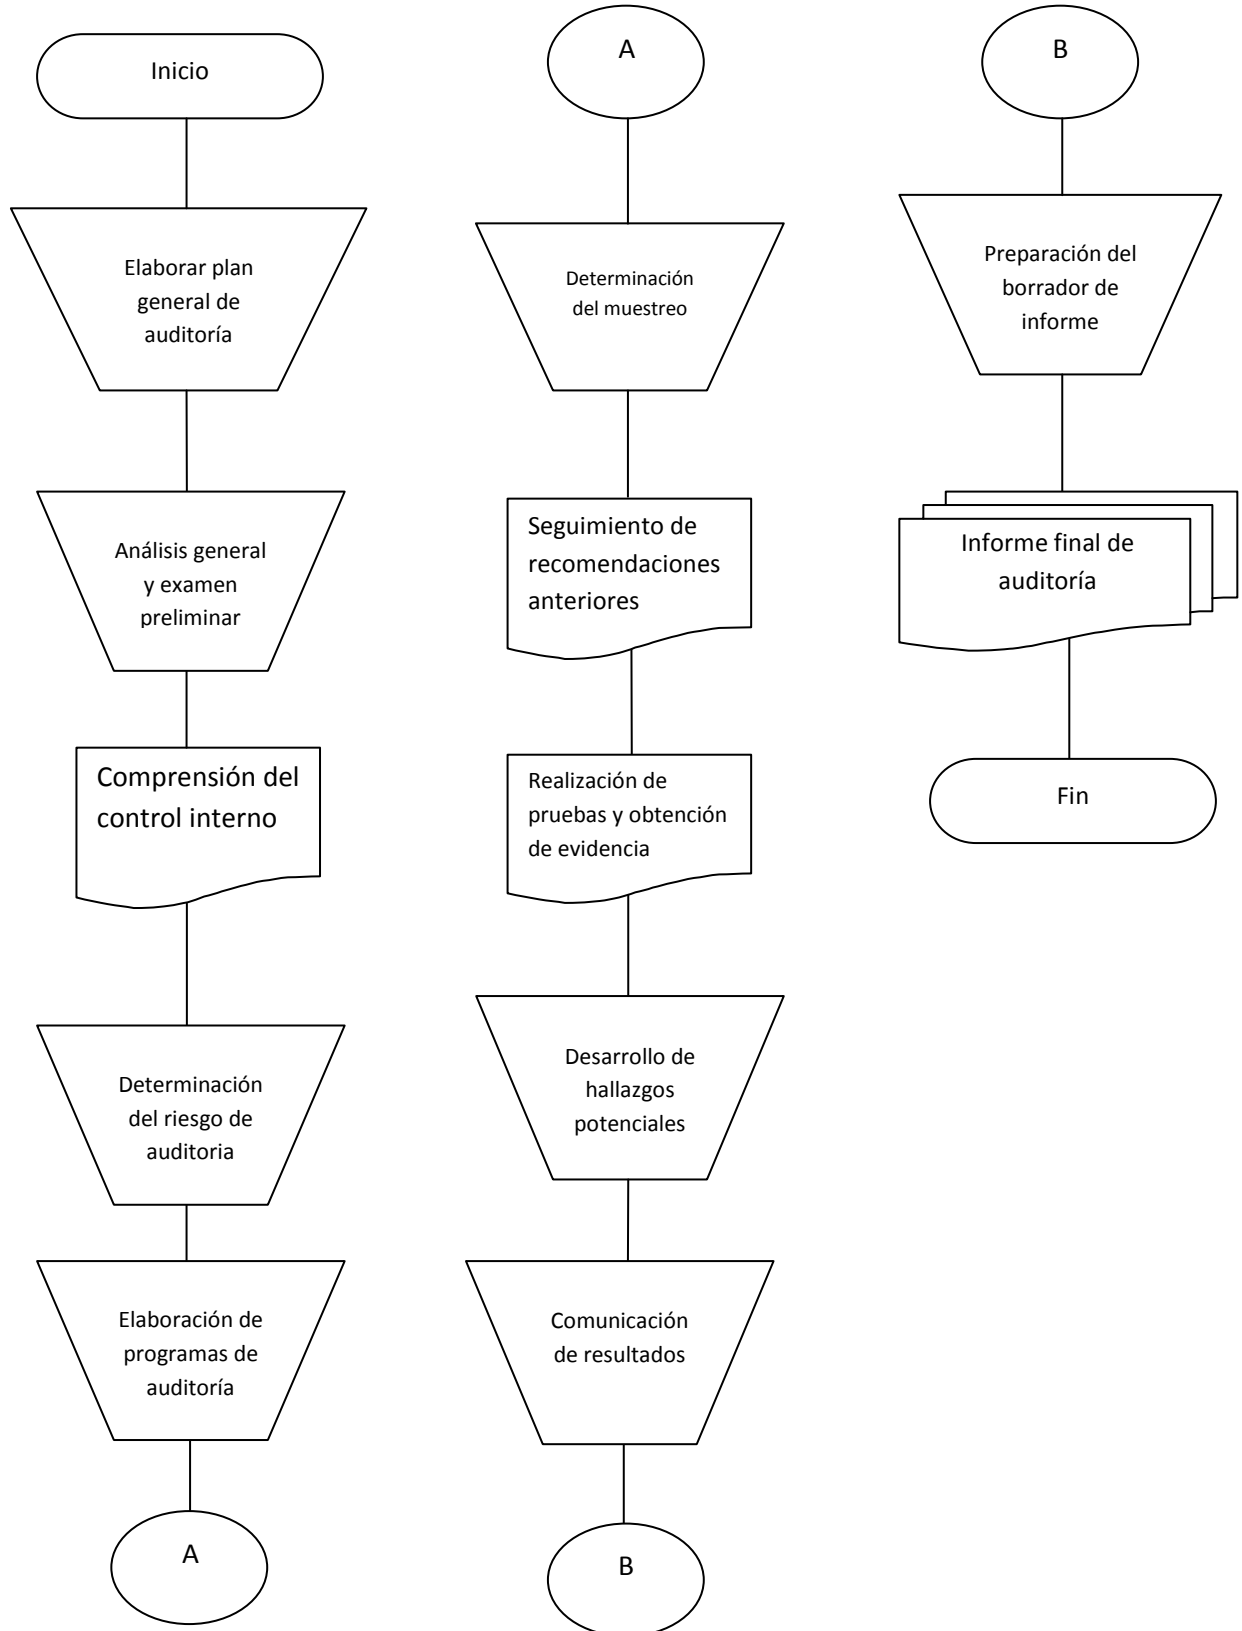 Inicio
Elaborar plan
general de
auditoría
Análisis general
y examen
preliminar
Comprensión del
control interno
Determinación
del riesgo de
auditoria
Elaboración de
programas de
auditoría
A
A
Determinación
del muestreo
Seguimiento de
recomendaciones
anteriores
Realización de
pruebas y obtención
de evidencia
Desarrollo de
hallazgos
potenciales
Comunicación
de resultados
B
B
Preparación del
borrador de
informe
Informe final de
auditoría
Fin